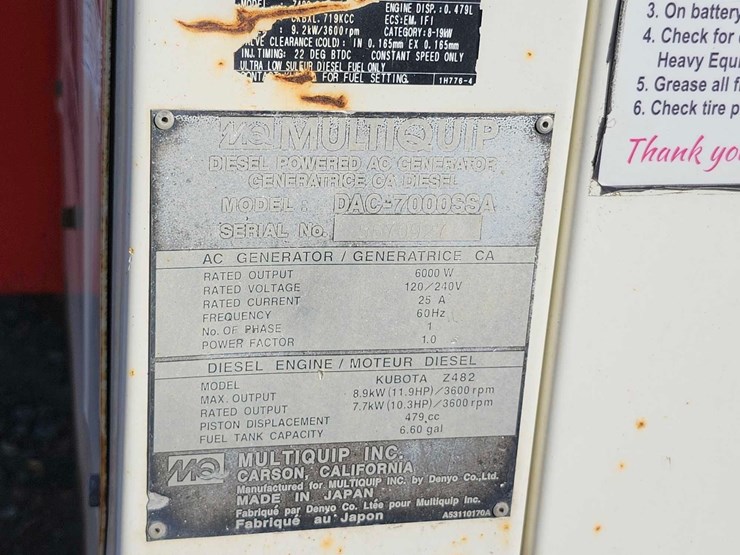 ENGINE DISP.: 0.479L
719KCC ECS: EM, IFI
9.2kW/3600rpm CATEGORY: 8-19kW
VALVE CLEARANCE(COLD): IN 0.165mm EX 0.165mm
INJ. TIMING: 22 DEG BTDC CONSTANT SPEED ONLY
ULTRA LOW SULFUR DIESEL FUEL ONLY
FOR FUEL SETTING. 1H776-4
MQ MULTIQUIP
DIESEL POWERED AC GENERATOR
GENERATRICE CA DIESEL
MODEL: DAC-7000SSA
SERIAL No.
AC GENERATOR / GENERATRICE CA
RATED OUTPUT 6000 W
RATED VOLTAGE 120/240V
RATED CURRENT 25 A
FREQUENCY 60Hz
No. OF PHASE 1
POWER FACTOR 1.0
DIESEL ENGINE / MOTEUR DIESEL
MODEL KUBOTA Z482
MAX. OUTPUT 8.9kW(11.9HP)/3600rpm
RATED OUTPUT 7.7kW(10.3HP)/3600rpm
PISTON DISPLACEMENT 479 cc
FUEL TANK CAPACITY 6.60 gal
MQ MULTIQUIP INC.
CARSON, CALIFORNIA
Manufactured for MULTIQUIP INC. by Denyo Co.,Ltd.
MADE IN JAPAN
Fabriqué par Denyo Co. Ltée pour Multiquip Inc.
Fabriqué au Japon A53110170A
3. On battery
4. Check for
Heavy Equi
5. Grease all f
6. Check tire p
Thank yo